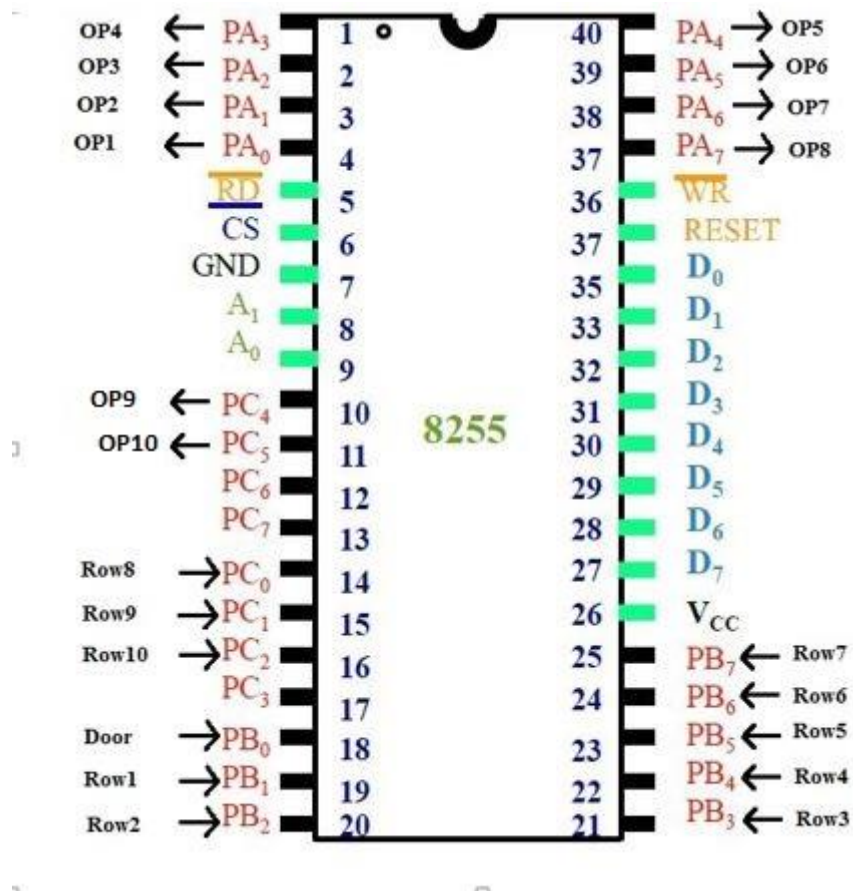 OP4 ← PA3 1 40 PA4 → OP5
OP3 ← PA2 2 39 PA5 → OP6
OP2 ← PA1 3 38 PA6 → OP7
OP1 ← PA0 4 37 PA7 → OP8
RD 5 36 WR
CS 6 37 RESET
GND 7 35 D0
A1 8 33 D1
A0 9 32 D2
OP9 ← PC4 10 31 D3
8255
OP10 ← PC5 11 30 D4
PC6 12 29 D5
PC7 13 28 D6
Row8 → PC0 14 27 D7
Row9 → PC1 15 26 VCC
Row10 → PC2 16 25 PB7 ← Row7
PC3 17 24 PB6 ← Row6
Door → PB0 18 23 PB5 ← Row5
Row1 → PB1 19 22 PB4 ← Row4
Row2 → PB2 20 21 PB3 ← Row3